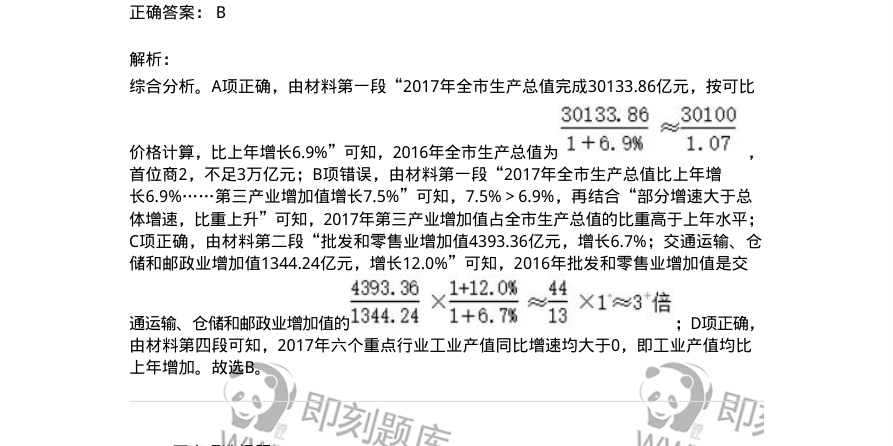 正确答案： B
解析：
综合分析。A项正确，由材料第一段“2017年全市生产总值完成30133.86亿元，按可比
价格计算，比上年增长6.9%”可知，2016年全市生产总值为 30133.86/(1+6.9%) ≈ 30100/1.07 ，
首位商2，不足3万亿元；B项错误，由材料第一段“2017年全市生产总值比上年增
长6.9%……第三产业增加值增长7.5%”可知，7.5%＞6.9%，再结合“部分增速大于总
体增速，比重上升”可知，2017年第三产业增加值占全市生产总值的比重高于上年水平；
C项正确，由材料第二段“批发和零售业增加值4393.36亿元，增长6.7%；交通运输、仓
储和邮政业增加值1344.24亿元，增长12.0%”可知，2016年批发和零售业增加值是交
通运输、仓储和邮政业增加值的 4393.36/1344.24 × (1+12.0%)/(1+6.7%) ≈ 44/13 ×1⁺≈3⁺倍 ；D项正确，
由材料第四段可知，2017年六个重点行业工业产值同比增速均大于0，即工业产值均比
上年增加。故选B。
即刻题库
即刻